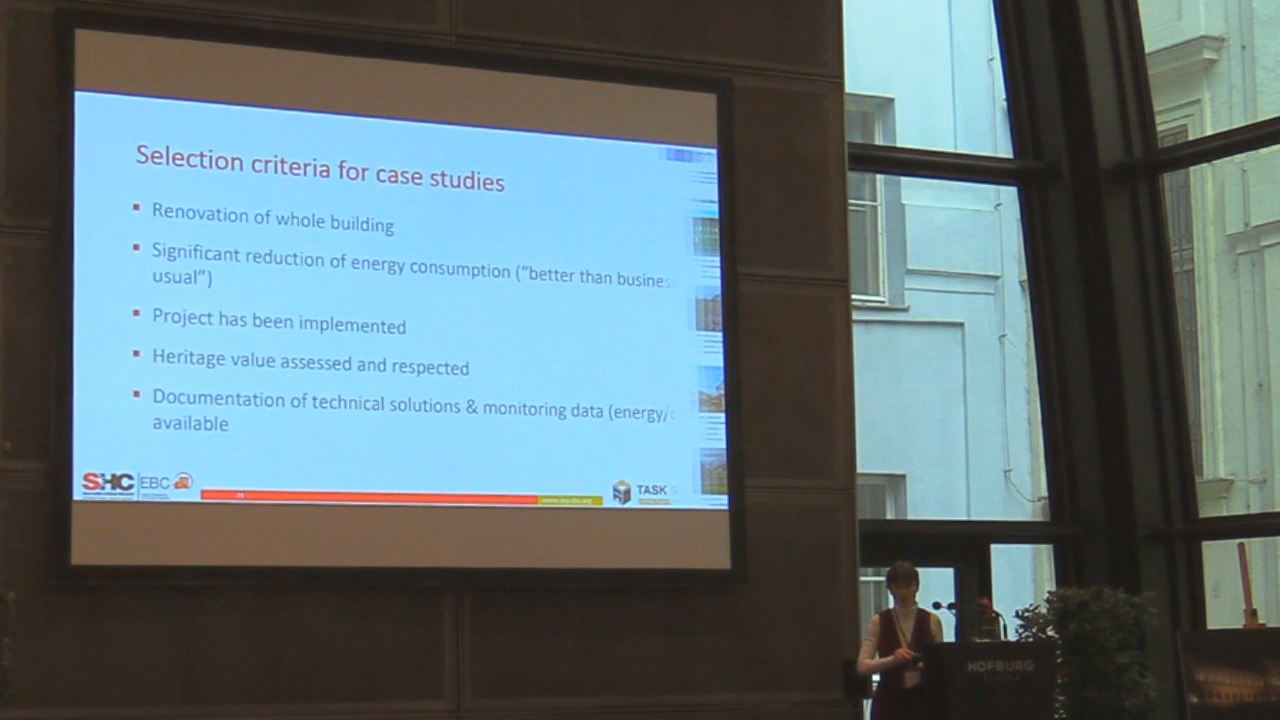 Selection criteria for case studies
Renovation of whole building
Significant reduction of energy consumption ("better than busines
usual")
Project has been implemented
Heritage value assessed and respected
Documentation of technical solutions & monitoring data (energy/
available
SHC EBC
TASK
HOFBURG